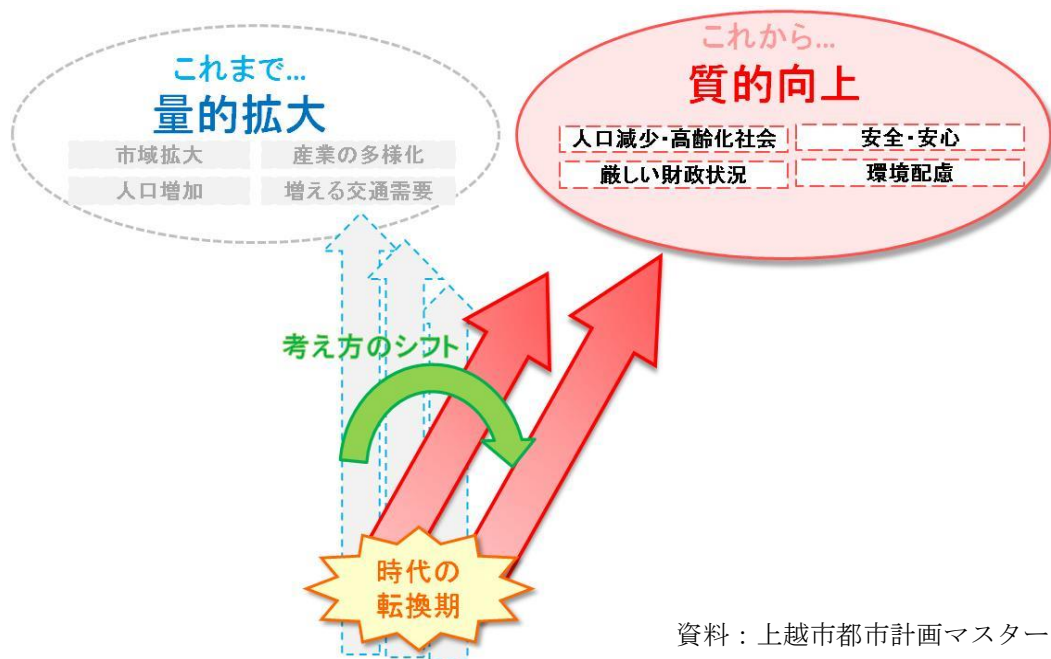 これまで...
量的拡大
市域拡大 産業の多様化
人口増加 増える交通需要
これから...
質的向上
人口減少・高齢化社会 安全・安心
厳しい財政状況 環境配慮
考え方のシフト
時代の
転換期
資料：上越市都市計画マスター